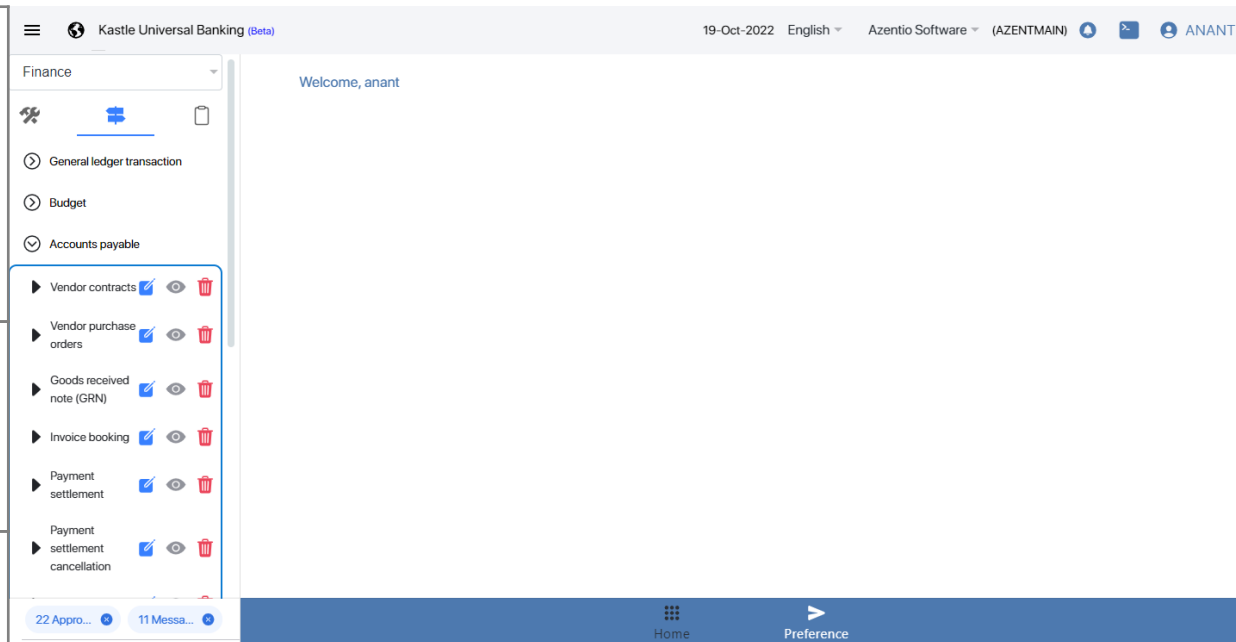 Kastle Universal Banking (Beta)
19-Oct-2022 English Azentio Software (AZENTMAIN) ANANT
Finance
Welcome, anant
General ledger transaction
Budget
Accounts payable
Vendor contracts
Vendor purchase
orders
Goods received
note (GRN)
Invoice booking
Payment
settlement
Payment
settlement
cancellation
22 Appro... 11 Messa...
Home Preference